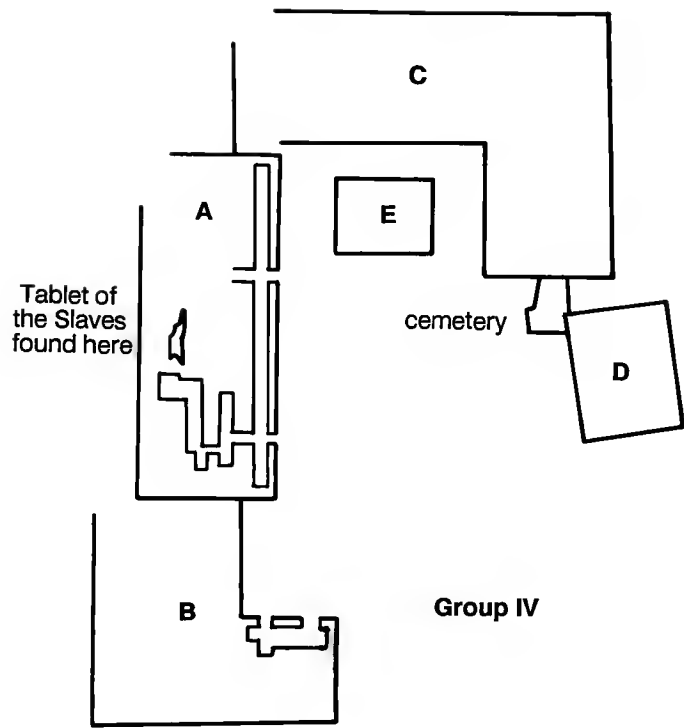 C
A
E
Tablet of
the Slaves
found here
cemetery
D
B
Group IV